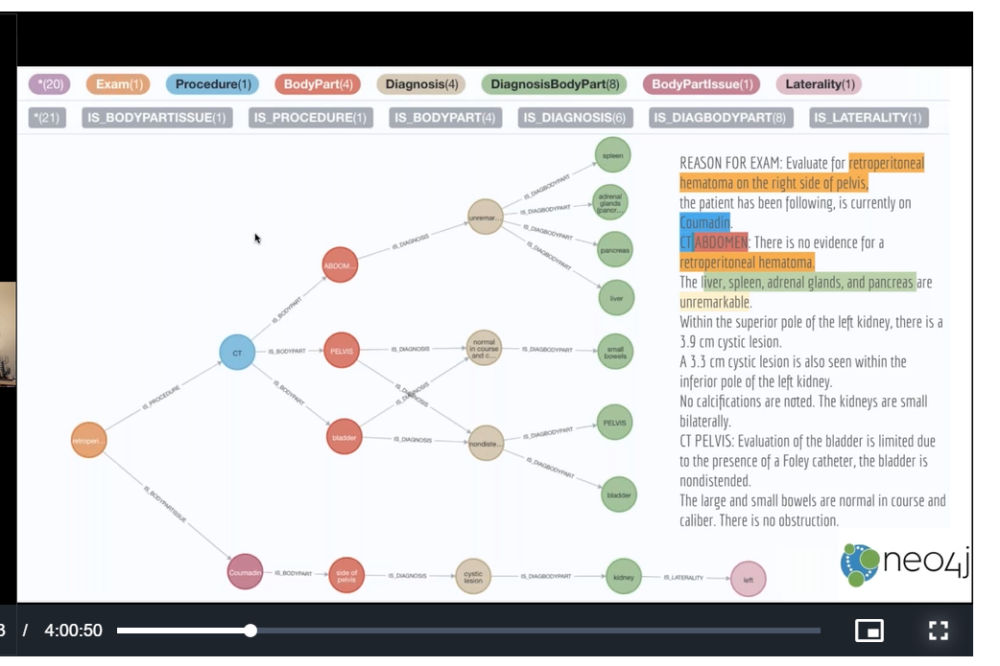 *(20) Exam(1) Procedure(1) BodyPart(4) Diagnosis(4) DiagnosisBodyPart(8) BodyPartIssue(1) Laterality(1)
*(21) IS_BODYPARTISSUE(1) IS_PROCEDURE(1) IS_BODYPART(4) IS_DIAGNOSIS(6) IS_DIAGBODYPART(8) IS_LATERALITY(1)
spleen
IS_DIAGBODYPART
adrenal
glands
(pancr...
IS_DIAGBODYPART
unremar...
IS_DIAGBODYPART
IS_DIAGNOSIS
pancreas
IS_DIAGBODYPART
ABDOM...
liver
IS_BODYPART
CT
IS_BODYPART
PELVIS
IS_DIAGNOSIS
normal
in course
and c...
IS_DIAGBODYPART
small
bowels
IS_BODYPART
IS_DIAGNOSIS
IS_DIAGNOSIS
IS_PROCEDURE
PELVIS
bladder
IS_DIAGNOSIS
nondiste...
IS_DIAGBODYPART
retroperi...
IS_DIAGBODYPART
bladder
IS_BODYPARTISSUE
Coumadin
IS_BODYPART
side of
pelvis
IS_DIAGNOSIS
cystic
lesion
IS_DIAGBODYPART
kidney
IS_LATERALITY
left
REASON FOR EXAM: Evaluate for retroperitoneal
hematoma on the right side of pelvis,
the patient has been following, is currently on
Coumadin.
CT ABDOMEN: There is no evidence for a
retroperitoneal hematoma.
The liver, spleen, adrenal glands, and pancreas are
unremarkable.
Within the superior pole of the left kidney, there is a
3.9 cm cystic lesion.
A 3.3 cm cystic lesion is also seen within the
inferior pole of the left kidney.
No calcifications are noted. The kidneys are small
bilaterally.
CT PELVIS: Evaluation of the bladder is limited due
to the presence of a Foley catheter, the bladder is
nondistended.
The large and small bowels are normal in course and
caliber. There is no obstruction.
neo4j
/ 4:00:50